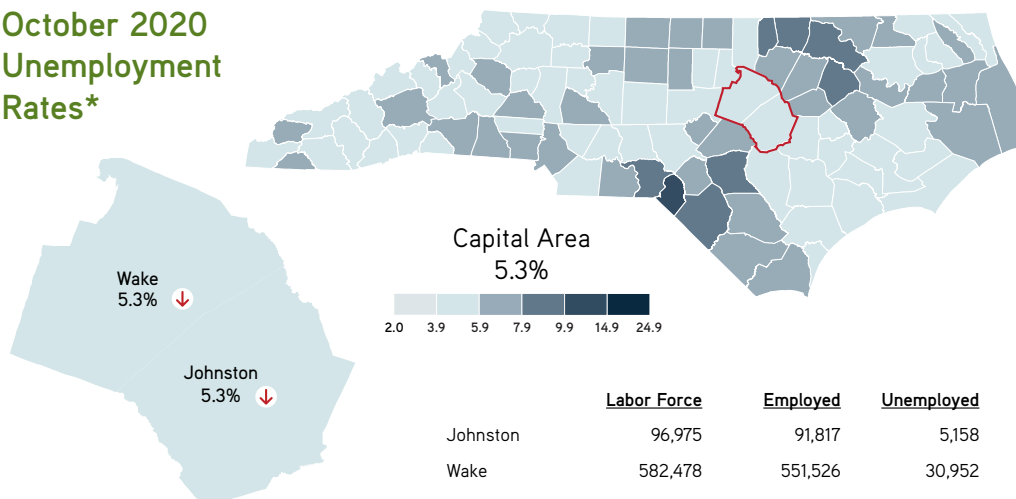 October 2020
Unemployment
Rates*
Capital Area
5.3%
2.0 3.9 5.9 7.9 9.9 14.9 24.9
Wake
5.3%
Johnston
5.3%
Labor Force Employed Unemployed
Johnston 96,975 91,817 5,158
Wake 582,478 551,526 30,952